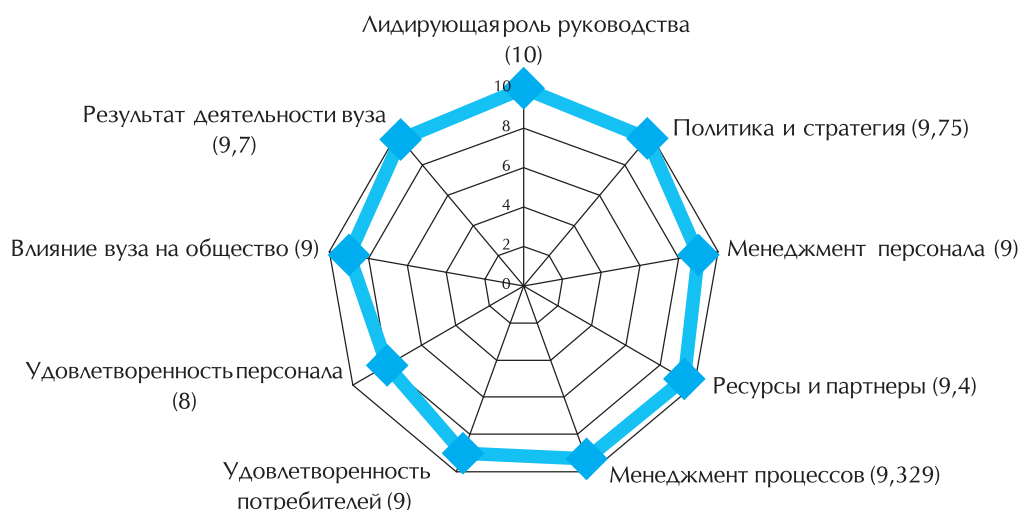 Лидирующая роль руководства
(10)
Политика и стратегия (9,75)
Менеджмент персонала (9)
Ресурсы и партнеры (9,4)
Менеджмент процессов (9,329)
Удовлетворенность
потребителей (9)
Удовлетворенность персонала
(8)
Влияние вуза на общество (9)
Результат деятельности вуза
(9,7)
10
8
6
4
2
0